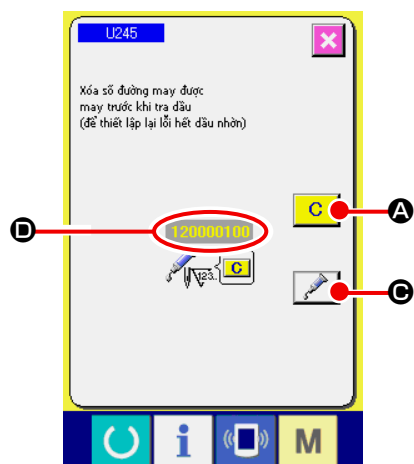 U245
Xóa số đường may được
may trước khi tra dầu
(để thiết lập lại lỗi hết dầu nhờn)
C
A
D
120000100
123..
C
C
M